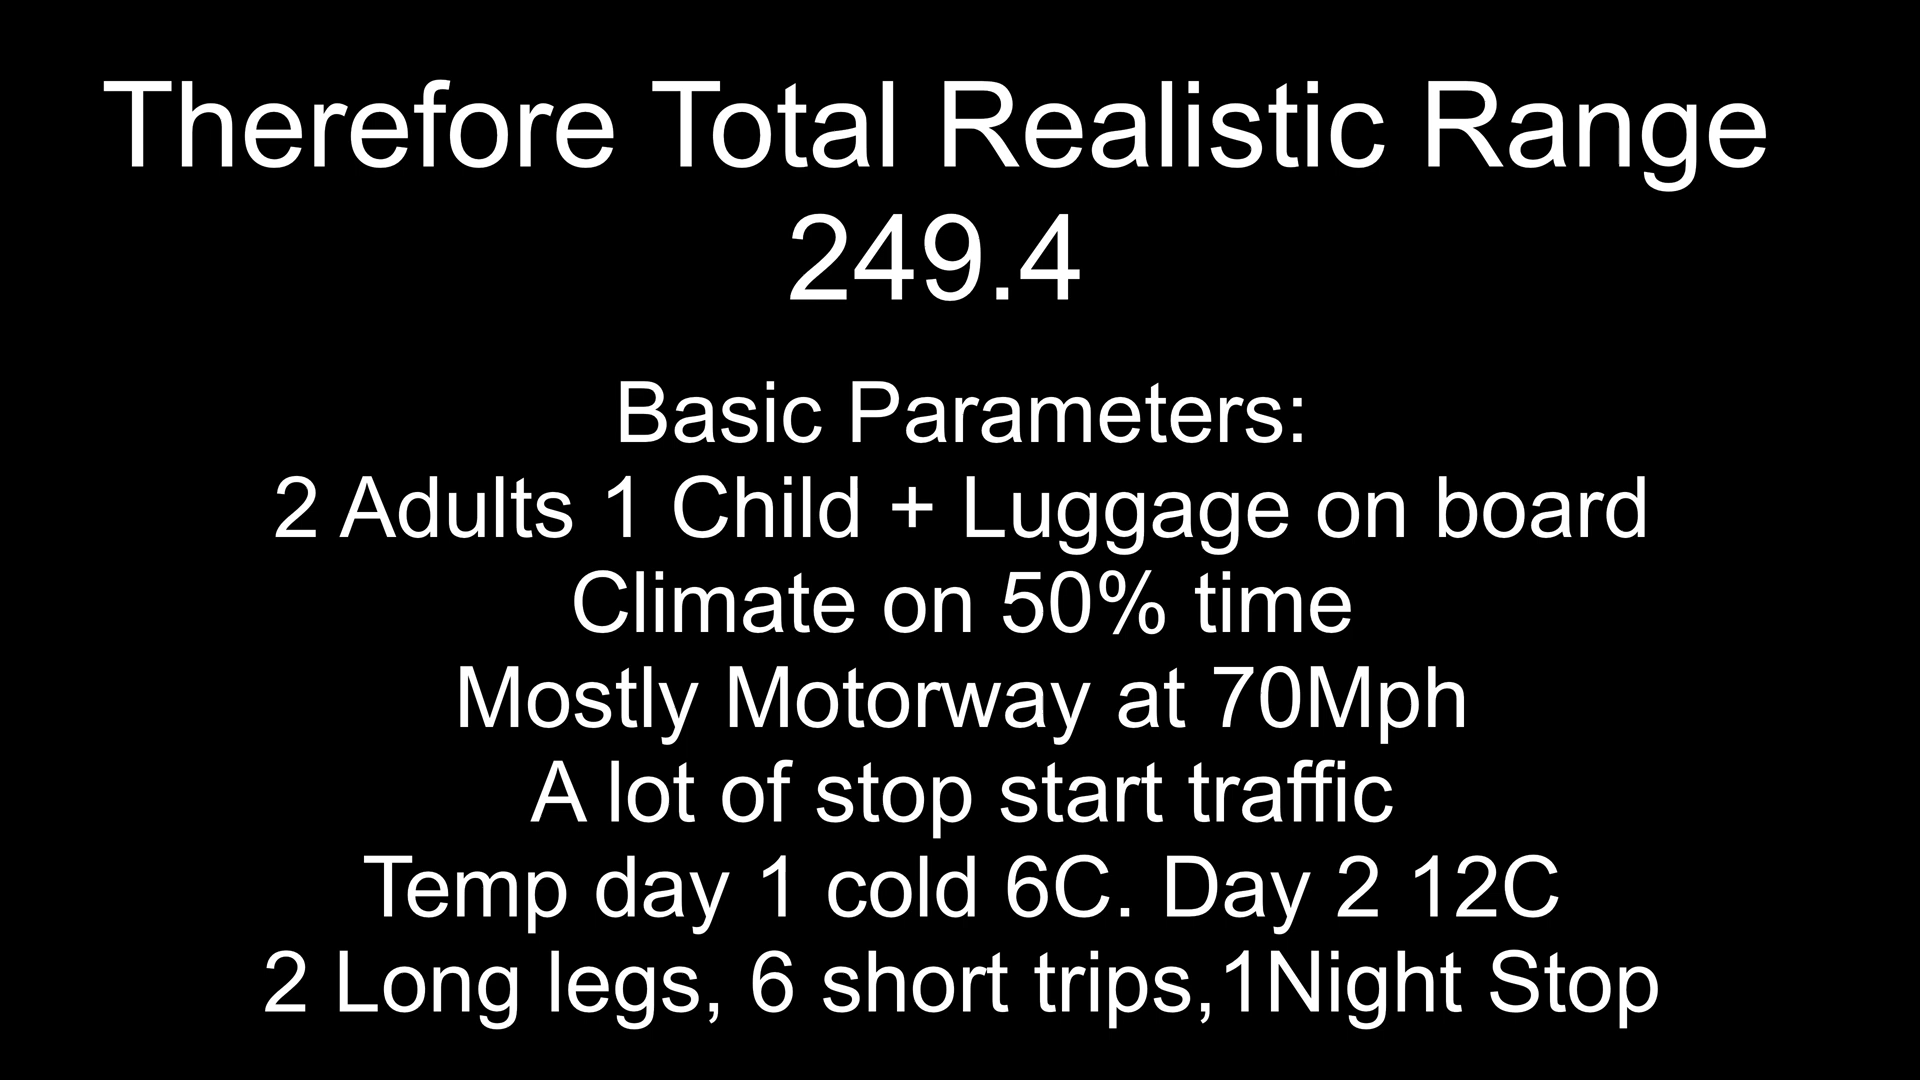 Therefore Total Realistic Range
249.4
Basic Parameters:
2 Adults 1 Child + Luggage on board
Climate on 50% time
Mostly Motorway at 70Mph
A lot of stop start traffic
Temp day 1 cold 6C. Day 2 12C
2 Long legs, 6 short trips,1Night Stop